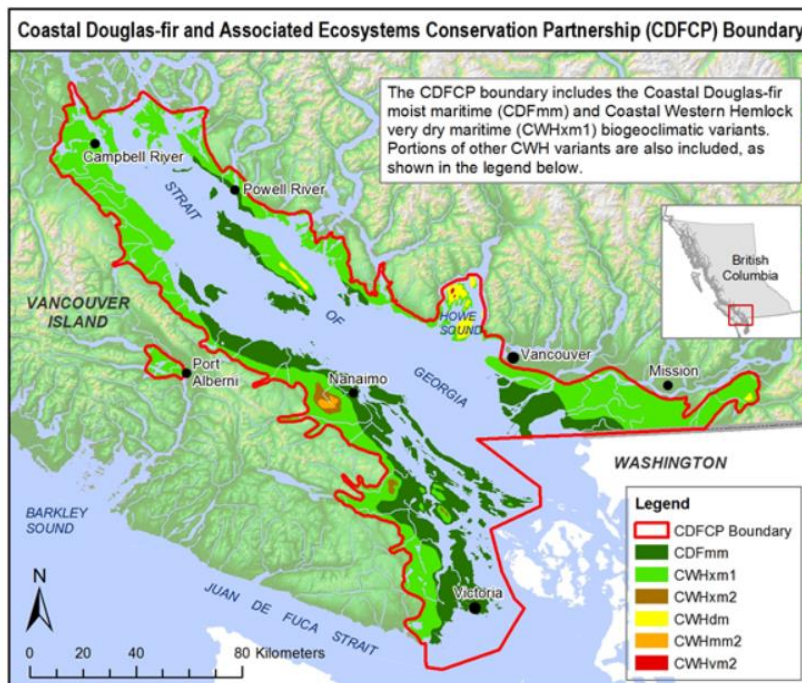 Coastal Douglas-fir and Associated Ecosystems Conservation Partnership (CDFCP) Boundary
The CDFCP boundary includes the Coastal Douglas-fir
moist maritime (CDFmm) and Coastal Western Hemlock
very dry maritime (CWHxm1) biogeoclimatic variants.
Portions of other CWH variants are also included, as
shown in the legend below.
Campbell River
Powell River
STRAIT
OF
GEORGIA
British
Columbia
VANCOUVER
ISLAND
HOWE
SOUND
Port
Alberni
Nanaimo
Vancouver
Mission
WASHINGTON
BARKLEY
SOUND
JUAN DE FUCA STRAIT
Victoria
N
0 20 40 80 Kilometers
Legend
CDFCP Boundary
CDFmm
CWHxm1
CWHxm2
CWHdm
CWHmm2
CWHvm2